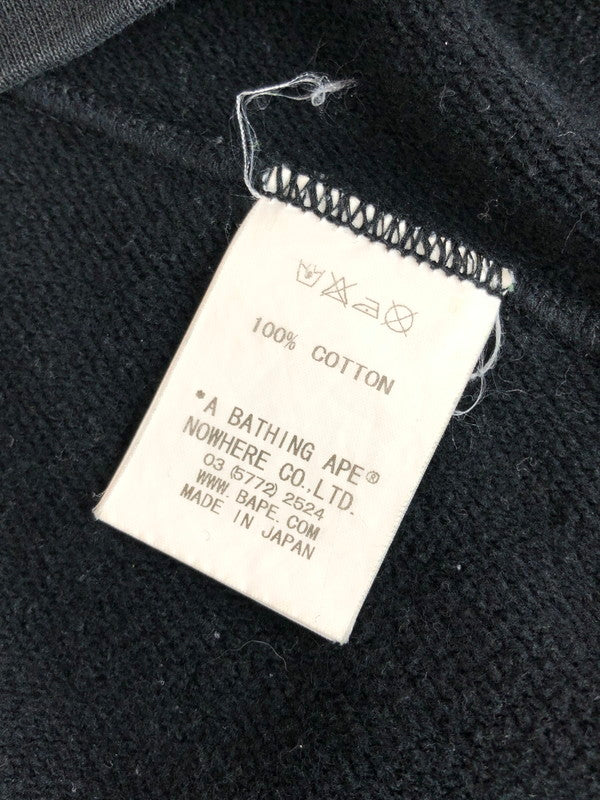 100% COTTON
*A BATHING APE®
NOWHERE CO.,LTD.
03 (5772) 2524
WWW. BAPE. COM
MADE IN JAPAN